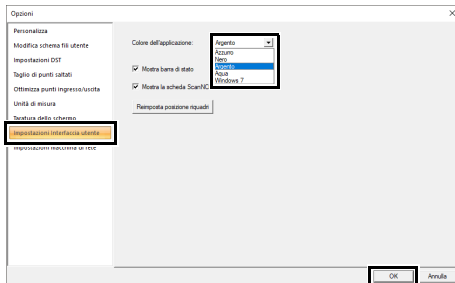 Opzioni
Personalizza
Modifica schema fili utente
Impostazioni DST
Taglio di punti saltati
Ottimizza punti ingresso/uscita
Unità di misura
Taratura dello schermo
Impostazioni interfaccia utente
Impostazioni macchina di rete
Colore dell'applicazione:
Argento
Azzurro
Nero
Argento
Aqua
Windows 7
Mostra barra di stato
Mostra la scheda ScanNC
Reimposta posizione riquadri
OK
Annulla